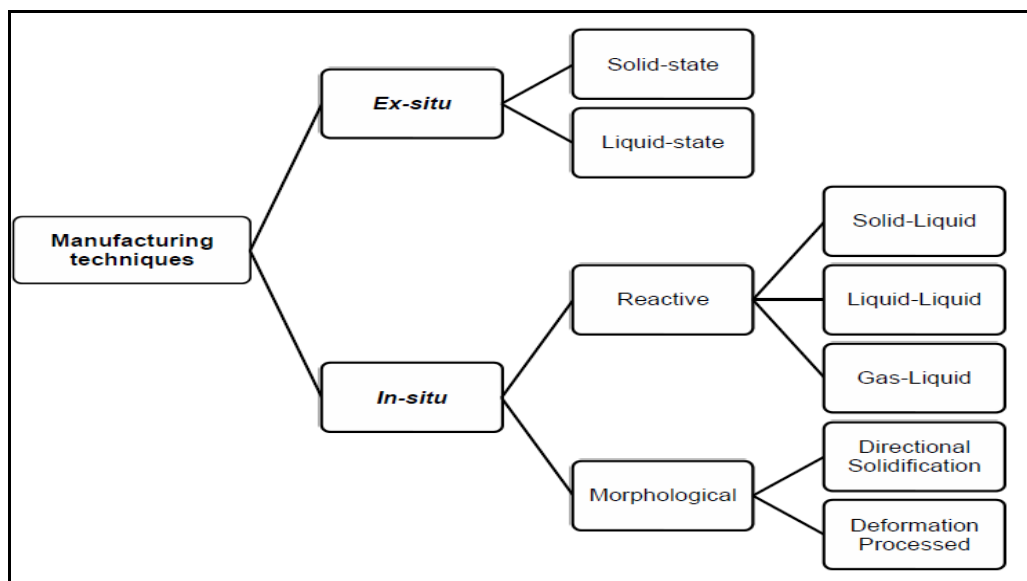 Manufacturing
techniques
Ex-situ
Solid-state
Liquid-state
In-situ
Reactive
Solid-Liquid
Liquid-Liquid
Gas-Liquid
Morphological
Directional
Solidification
Deformation
Processed